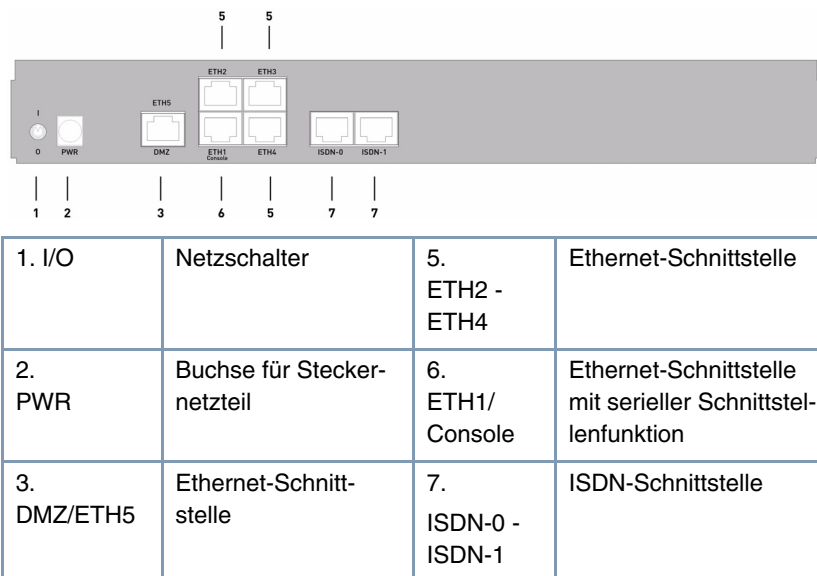 5 5
ETH2 ETH3
ETH5
I
O PWR DMZ ETH1 ETH4 ISDN-0 ISDN-1
Console
1 2 3 6 5 7 7
1. I/O
Netzschalter
5.
ETH2 -
ETH4
Ethernet-Schnittstelle
2.
PWR
Buchse für Stecker-
netzteil
6.
ETH1/
Console
Ethernet-Schnittstelle
mit serieller Schnittstel-
lenfunktion
3.
DMZ/ETH5
Ethernet-Schnitt-
stelle
7.
ISDN-0 -
ISDN-1
ISDN-Schnittstelle